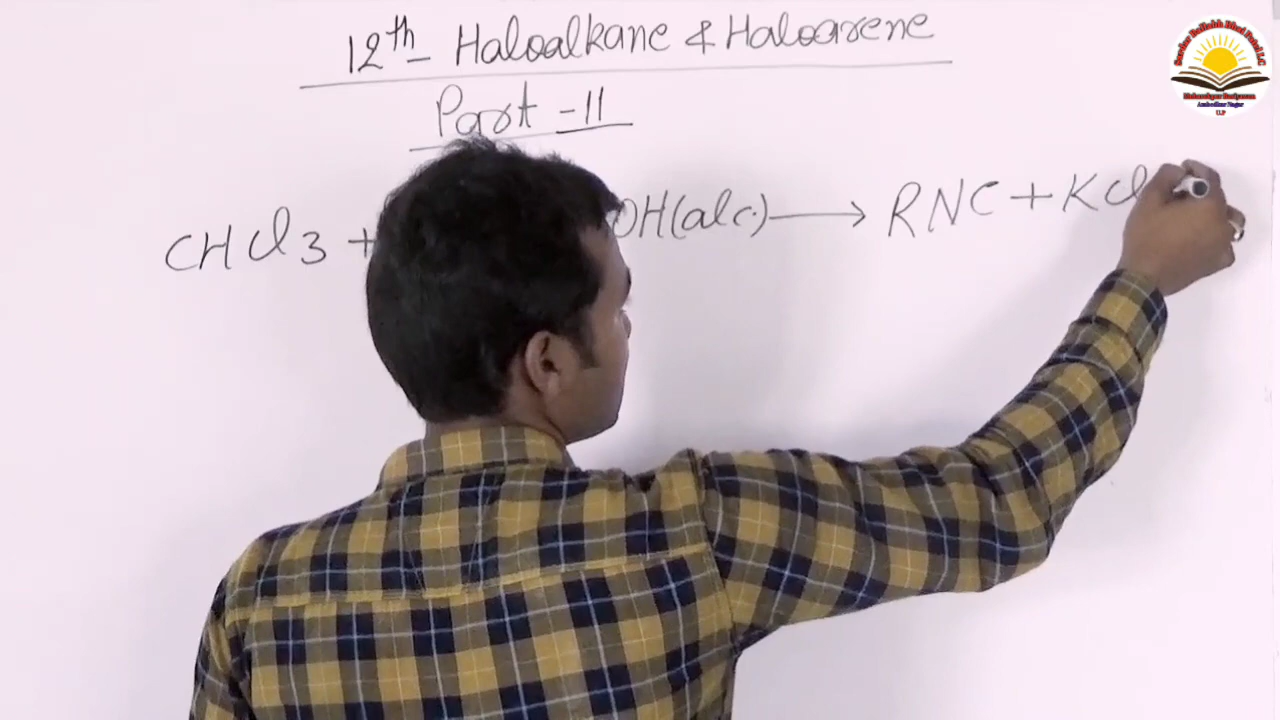 12th Haloalkane & Haloarene
Part - 11
CHCl3 + OH(alc.) ⟶ RNC + KCl